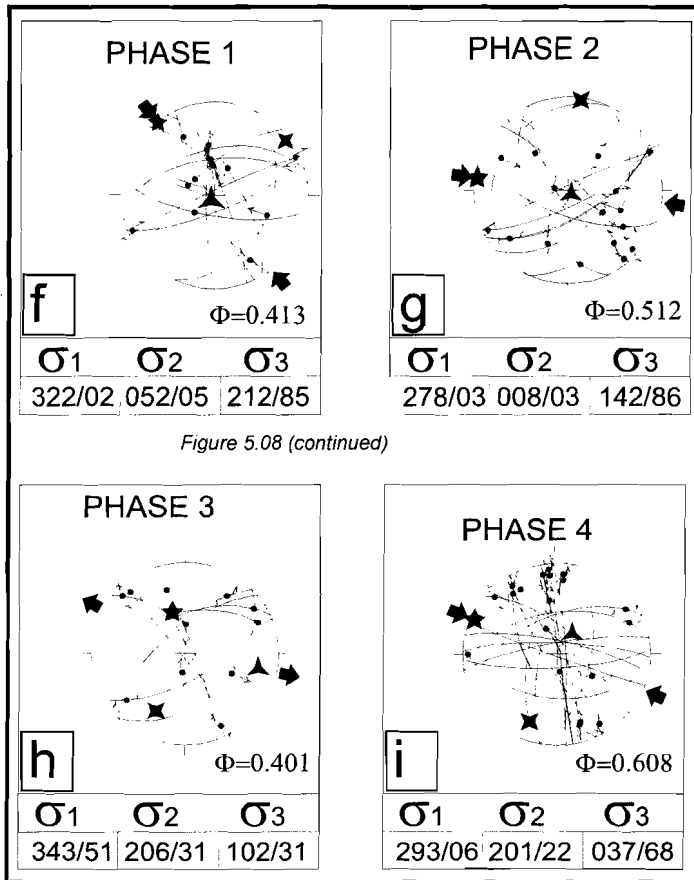 PHASE 1
f
Φ=0.413
σ1 σ2 σ3
322/02 052/05 212/85
PHASE 2
g
Φ=0.512
σ1 σ2 σ3
278/03 008/03 142/86
Figure 5.08 (continued)
PHASE 3
h
Φ=0.401
σ1 σ2 σ3
343/51 206/31 102/31
PHASE 4
i
Φ=0.608
σ1 σ2 σ3
293/06 201/22 037/68